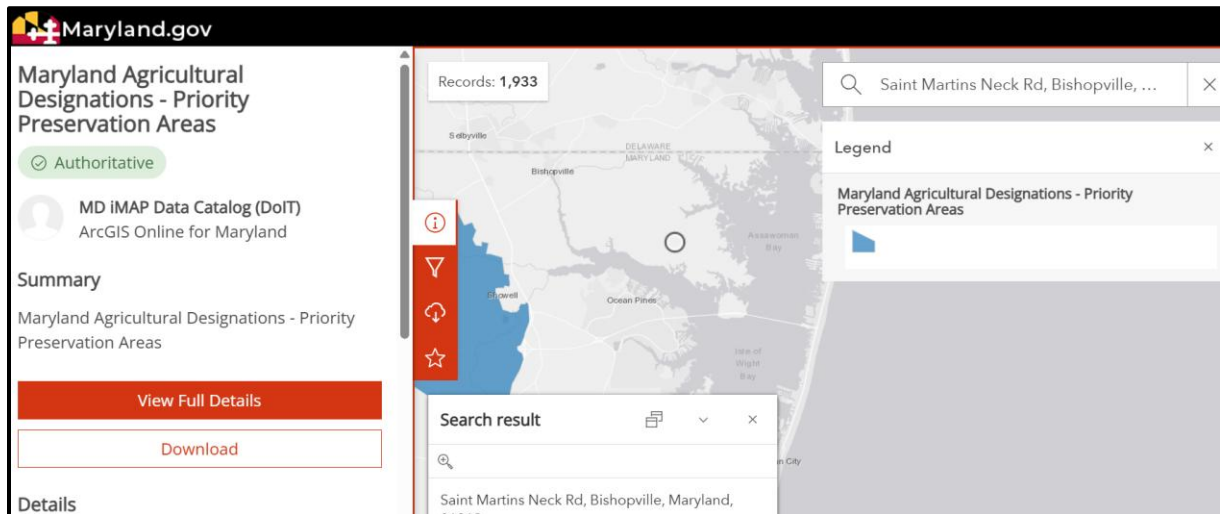 Maryland.gov
Maryland Agricultural
Designations - Priority
Preservation Areas
Authoritative
MD iMAP Data Catalog (DoIT)
ArcGIS Online for Maryland
Summary
Maryland Agricultural Designations - Priority
Preservation Areas
View Full Details
Download
Details
Records: 1,933
Selbyville
DELAWARE
MARYLAND
Bishopville
Assawoman
Bay
Showell
Ocean Pines
Isle of
Wight
Bay
n City
Search result
Saint Martins Neck Rd, Bishopville, Maryland,
Saint Martins Neck Rd, Bishopville, ...
Legend
Maryland Agricultural Designations - Priority
Preservation Areas